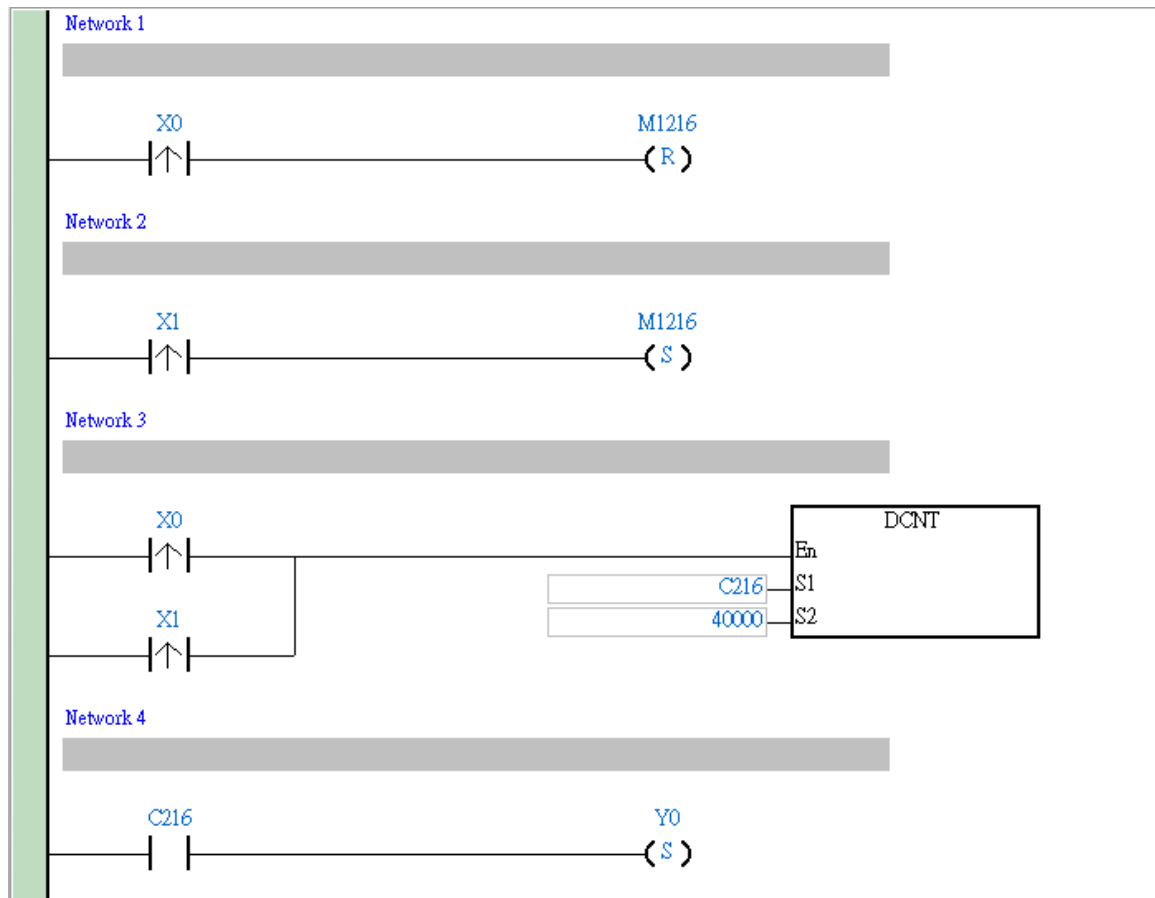 Network 1
X0 M1216
( R )
Network 2
X1 M1216
( S )
Network 3
X0 DCNT
En
C216 S1
X1 40000 S2
Network 4
C216 Y0
( S )